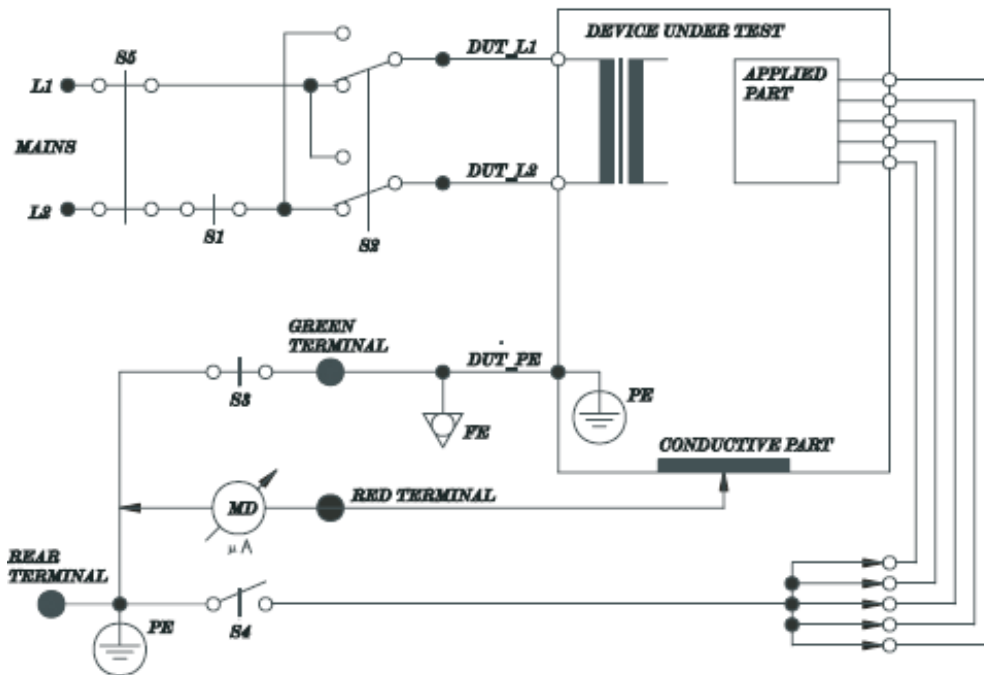 DEVICE UNDER TEST
DUT_L1
S5
APPLIED
PART
L1
MAINS
DUT_L2
L2
S1
S2
GREEN
TERMINAL
DUT_PE
S3
PE
FE
CONDUCTIVE PART
RED TERMINAL
MD
μ A
REAR
TERMINAL
PE
S4